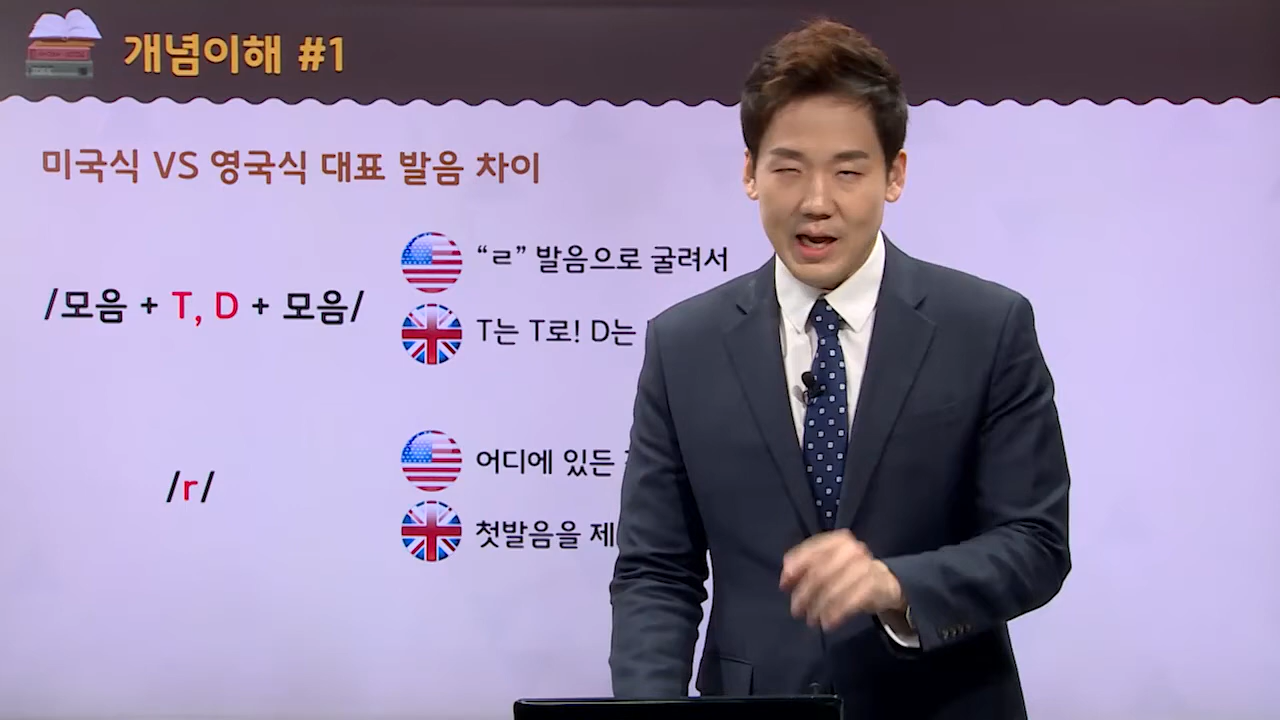 개념이해 #1
미국식 VS 영국식 대표 발음 차이
"ㄹ" 발음으로 굴려서
/모음 + T, D + 모음/
T는 T로! D는
어디에 있든
/r/
첫발음을 제